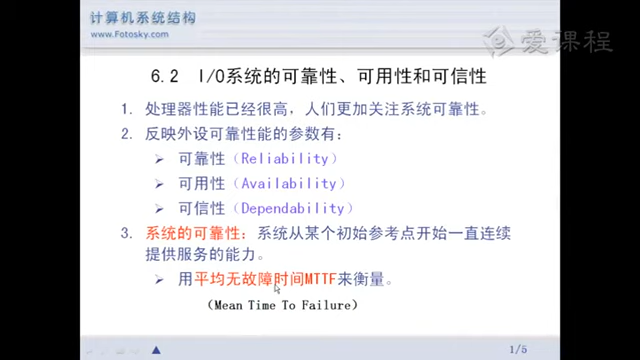 计算机系统结构
www.Fotosky.com
爱课程
6.2 I/O系统的可靠性、可用性和可信性
1. 处理器性能已经很高，人们更加关注系统可靠性。
2. 反映外设可靠性能的参数有：
➢ 可靠性（Reliability）
➢ 可用性（Availability）
➢ 可信性（Dependability）
3. 系统的可靠性：系统从某个初始参考点开始一直连续
提供服务的能力。
➢ 用平均无故障时间MTTF来衡量。
（Mean Time To Failure）
1/5